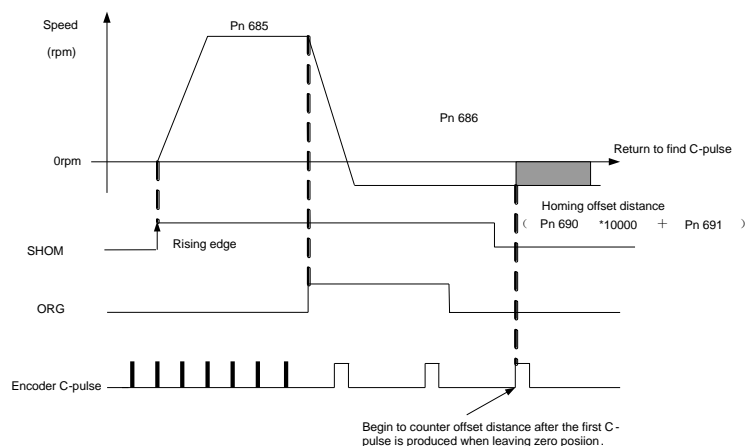 Speed
(rpm)
Pn 685
Pn 686
0rpm
Return to find C-pulse
Homing offset distance
( Pn 690 *10000 + Pn 691 )
Rising edge
SHOM
ORG
Encoder C-pulse
Begin to counter offset distance after the first C-
pulse is produced when leaving zero posiion.